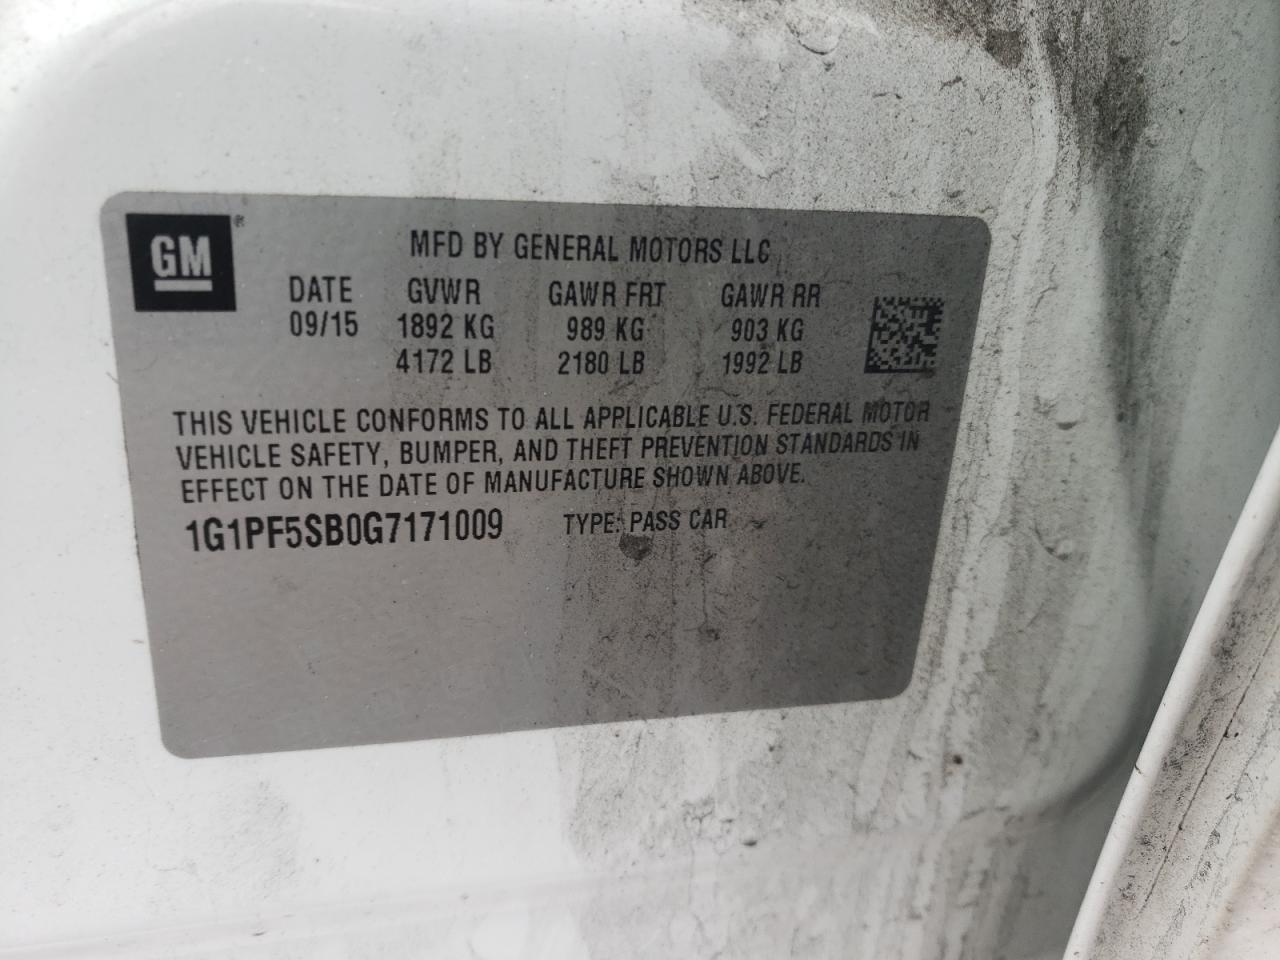 GM®
MFD BY GENERAL MOTORS LLC
DATE GVWR GAWR FRT GAWR RR
09/15 1892 KG 989 KG 903 KG
4172 LB 2180 LB 1992 LB
THIS VEHICLE CONFORMS TO ALL APPLICABLE U.S. FEDERAL MOTOR
VEHICLE SAFETY, BUMPER, AND THEFT PREVENTION STANDARDS IN
EFFECT ON THE DATE OF MANUFACTURE SHOWN ABOVE.
1G1PF5SB0G7171009 TYPE: PASS CAR